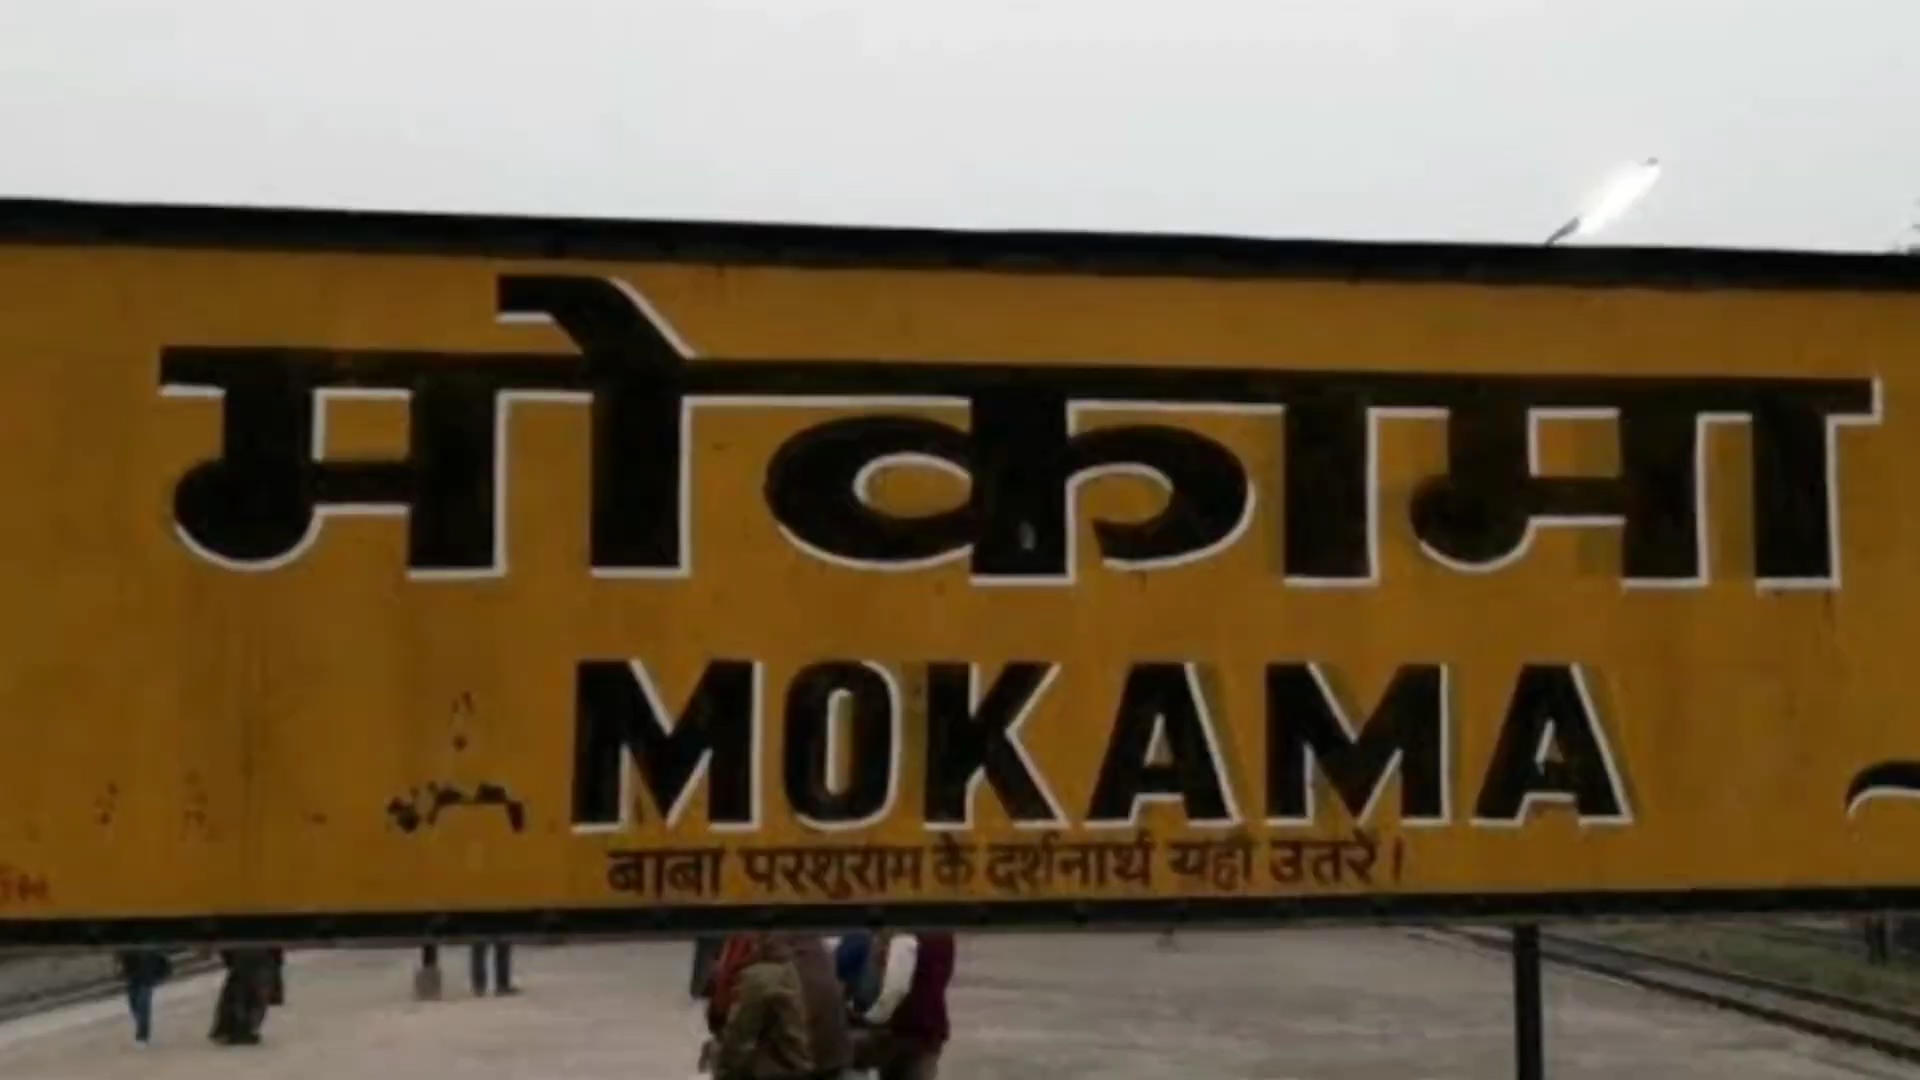 मोकामा
MOKAMA
बाबा परशुराम के दर्शनार्थ यहाँ उतरें।